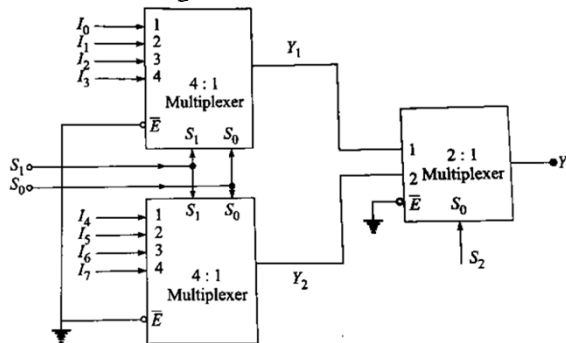 I0
I1
I2
I3
1
2
3
4
4 : 1
Multiplexer
E̅
S1 S0
Y1
S1
S0
I4
I5
I6
I7
1
2
3
4
S1 S0
4 : 1
Multiplexer
E̅
Y2
1
2
2 : 1
Multiplexer
E̅
S0
Y
S2